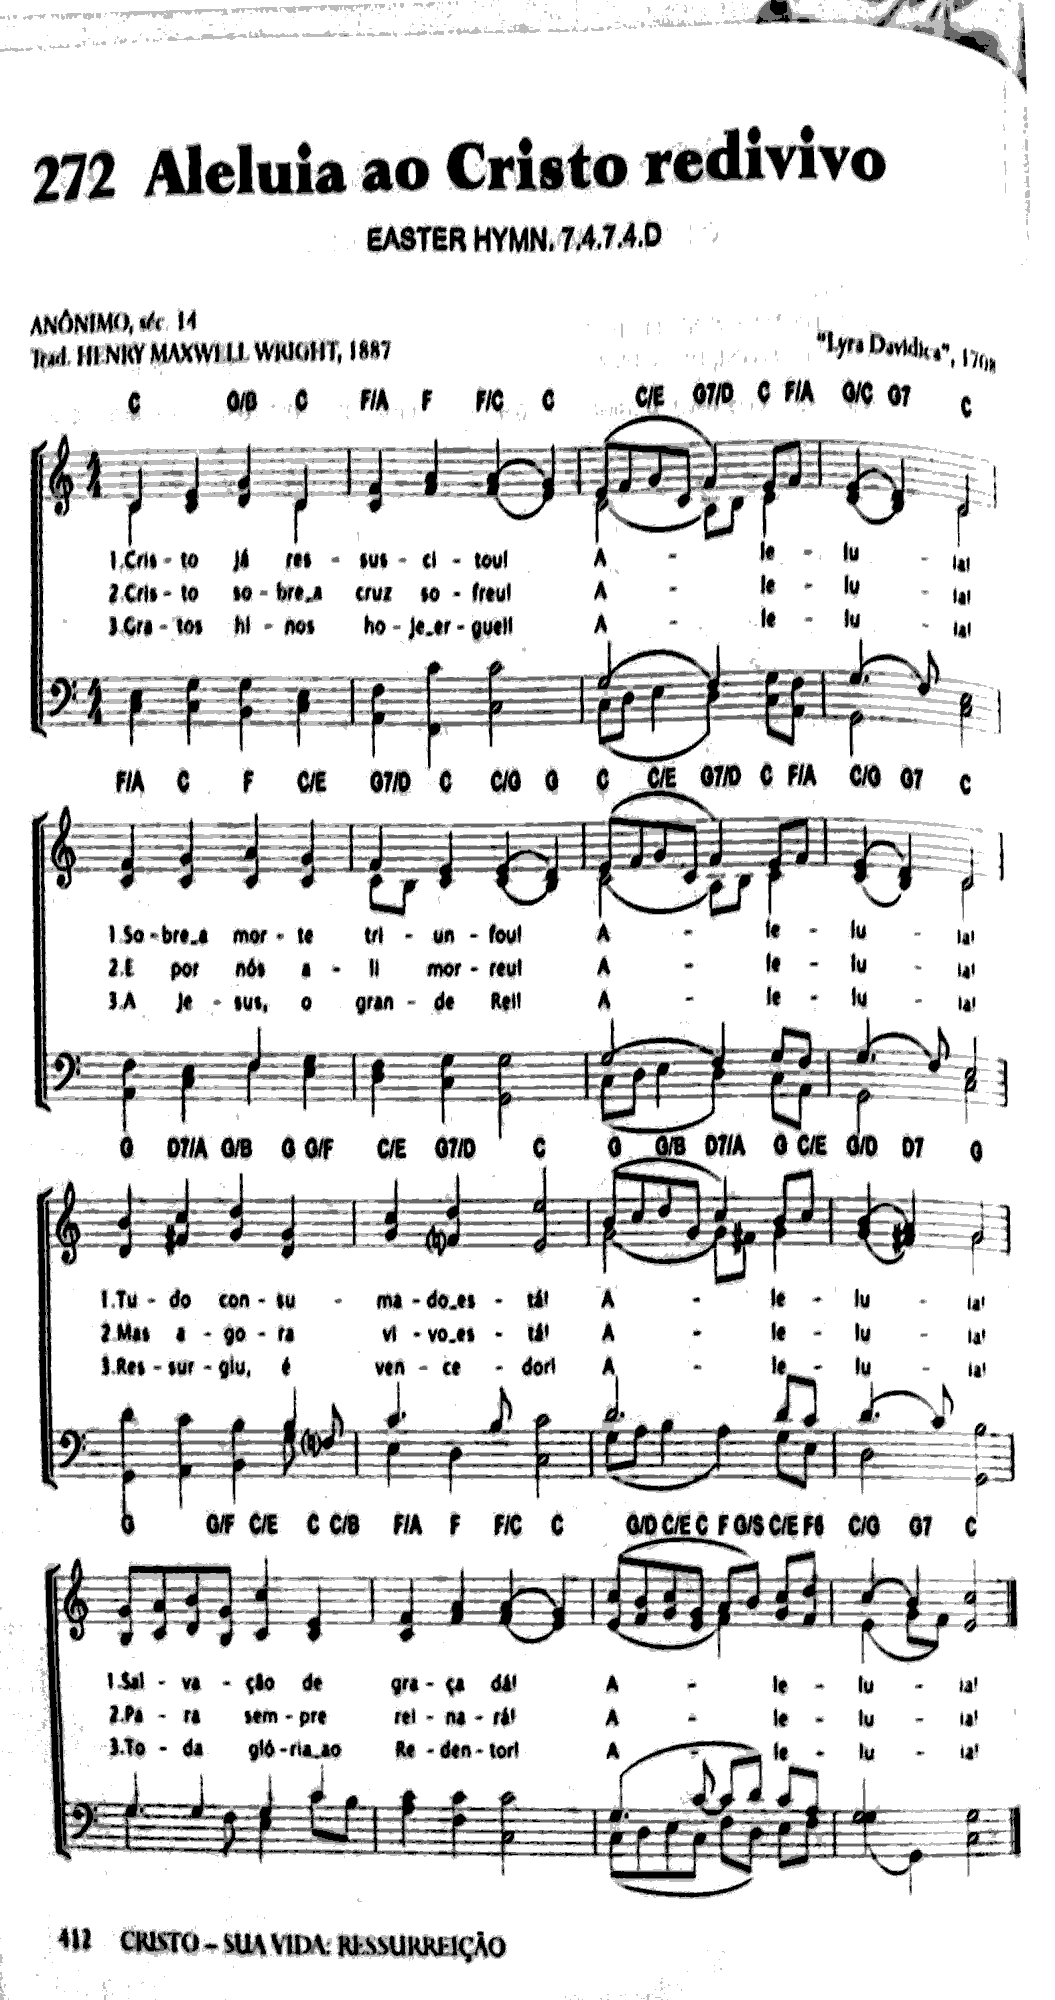 272 Aleluia ao Cristo redivivo
EASTER HYMN. 7.4.7.4.D
ANÔNIMO, séc. 14
Trad. HENRY MAXWELL WRIGHT, 1887
"Lyra Davidica", 1708
C G/B C F/A F F/C C C/E G7/D C F/A G/C G7 C
1.Cris - to já res - sus - ci - tou! A - le - lu - ia!
2.Cris - to so - bre_a cruz so - freu! A - le - lu - ia!
3.Gra - tos hi - nos ho - je_er - guei! A - le - lu - ia!
F/A C F C/E G7/D C C/G G C C/E G7/D C F/A C/G G7 C
1.So - bre_a mor - te tri - un - fou! A - le - lu - ia!
2.E por nós a - li mor - reu! A - le - lu - ia!
3.A Je - sus, o gran - de Rei! A - le - lu - ia!
G D7/A G/B G G/F C/E G7/D C G G/B D7/A G C/E G/D D7 G
1.Tu - do con - su - ma - do_es - tá! A - le - lu - ia!
2.Mas a - go - ra vi - vo_es - tá! A - le - lu - ia!
3.Res - sur - giu, é ven - ce - dor! A - le - lu - ia!
G G/F C/E C C/B F/A F F/C C G/D C/E C F G/S C/E F6 C/G G7 C
1.Sal - va - ção de gra - ça dá! A - le - lu - ia!
2.Pa - ra sem - pre rei - na - rá! A - le - lu - ia!
3.To - da gló - ria_ao Re - den - tor! A - le - lu - ia!
412 CRISTO – SUA VIDA: RESSURREIÇÃO